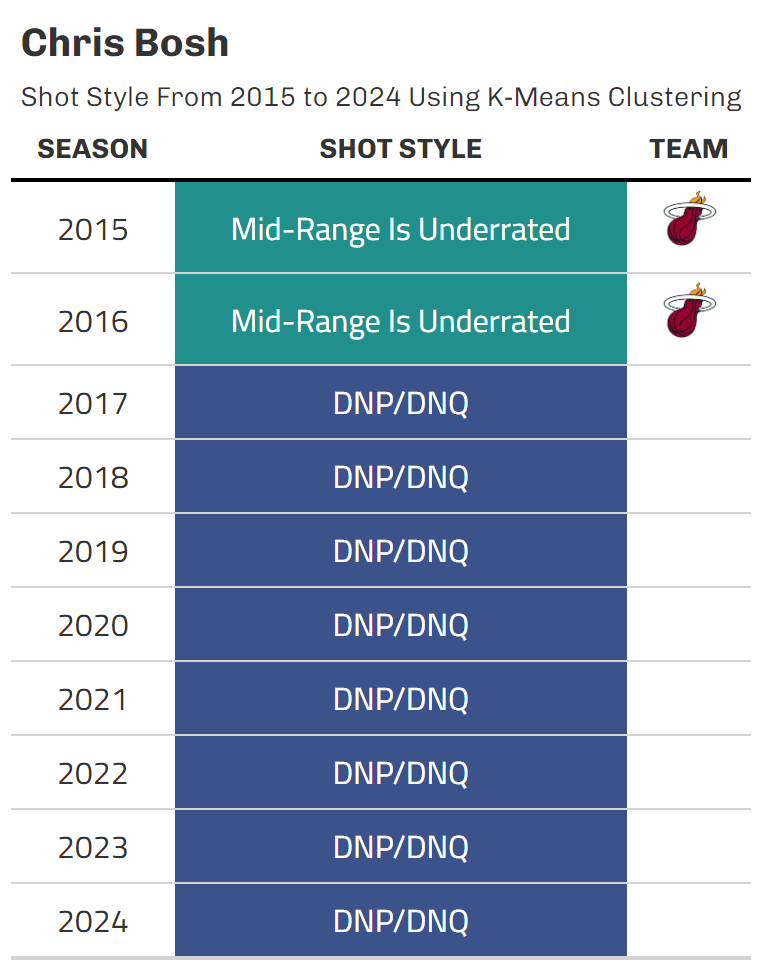 Chris Bosh
Shot Style From 2015 to 2024 Using K-Means Clustering
SEASON SHOT STYLE TEAM
2015 Mid-Range Is Underrated
2016 Mid-Range Is Underrated
2017 DNP/DNQ
2018 DNP/DNQ
2019 DNP/DNQ
2020 DNP/DNQ
2021 DNP/DNQ
2022 DNP/DNQ
2023 DNP/DNQ
2024 DNP/DNQ